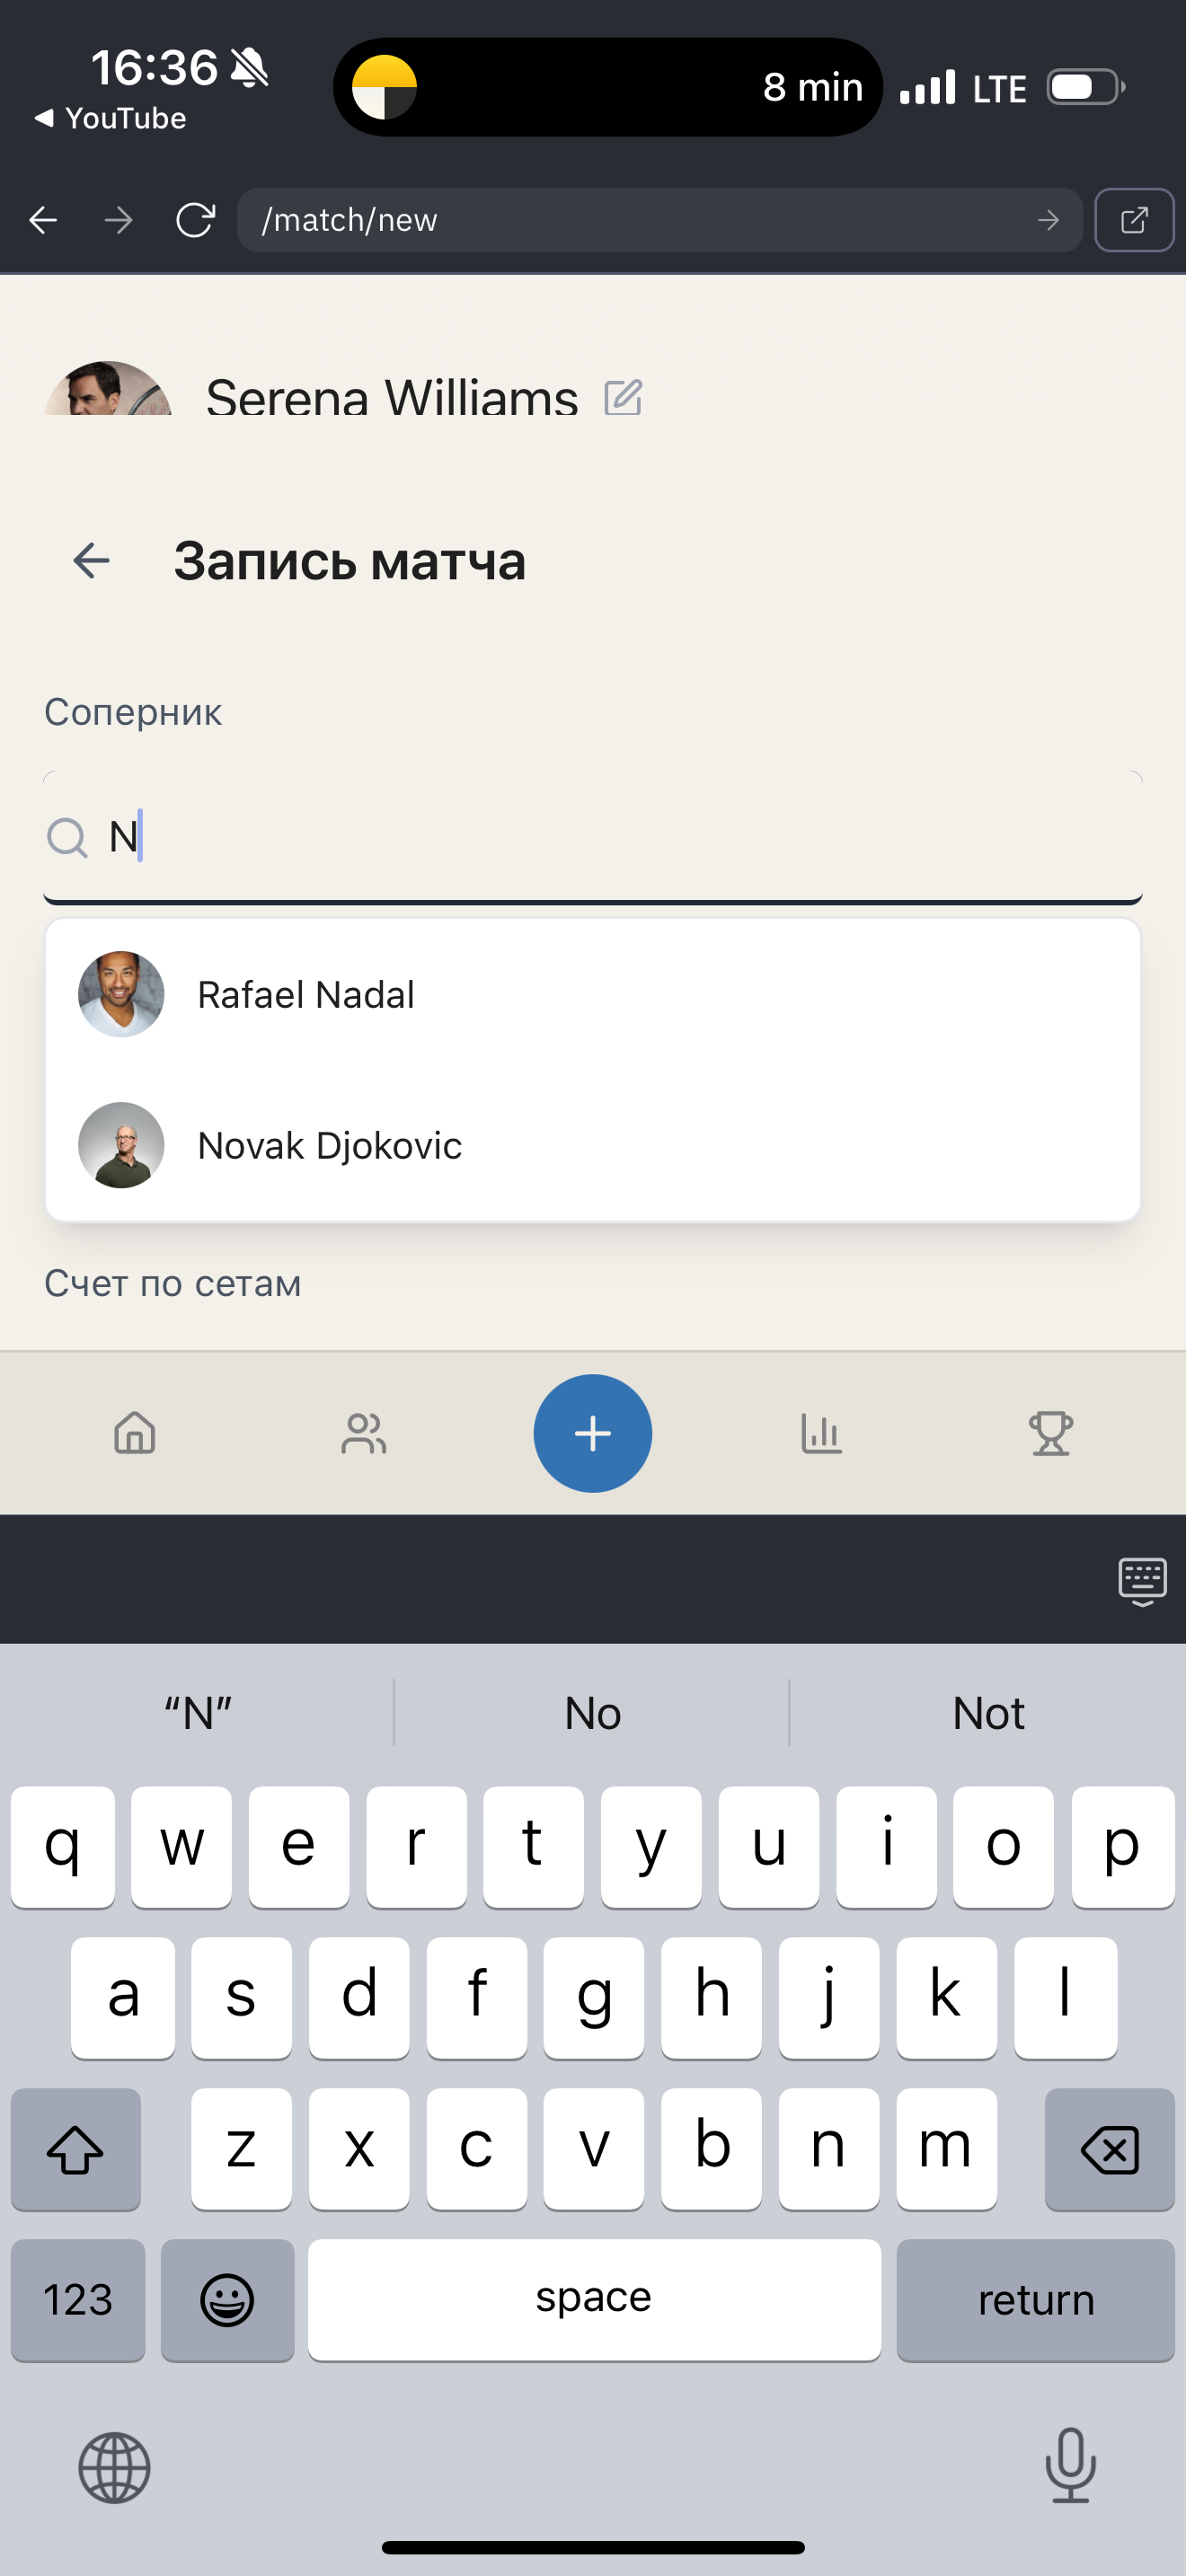 16:36
8 min
LTE
YouTube
/match/new
Serena Williams
Запись матча
Соперник
N
Rafael Nadal
Novak Djokovic
Счет по сетам
“N” No Not
q w e r t y u i o p
a s d f g h j k l
z x c v b n m
123 space return